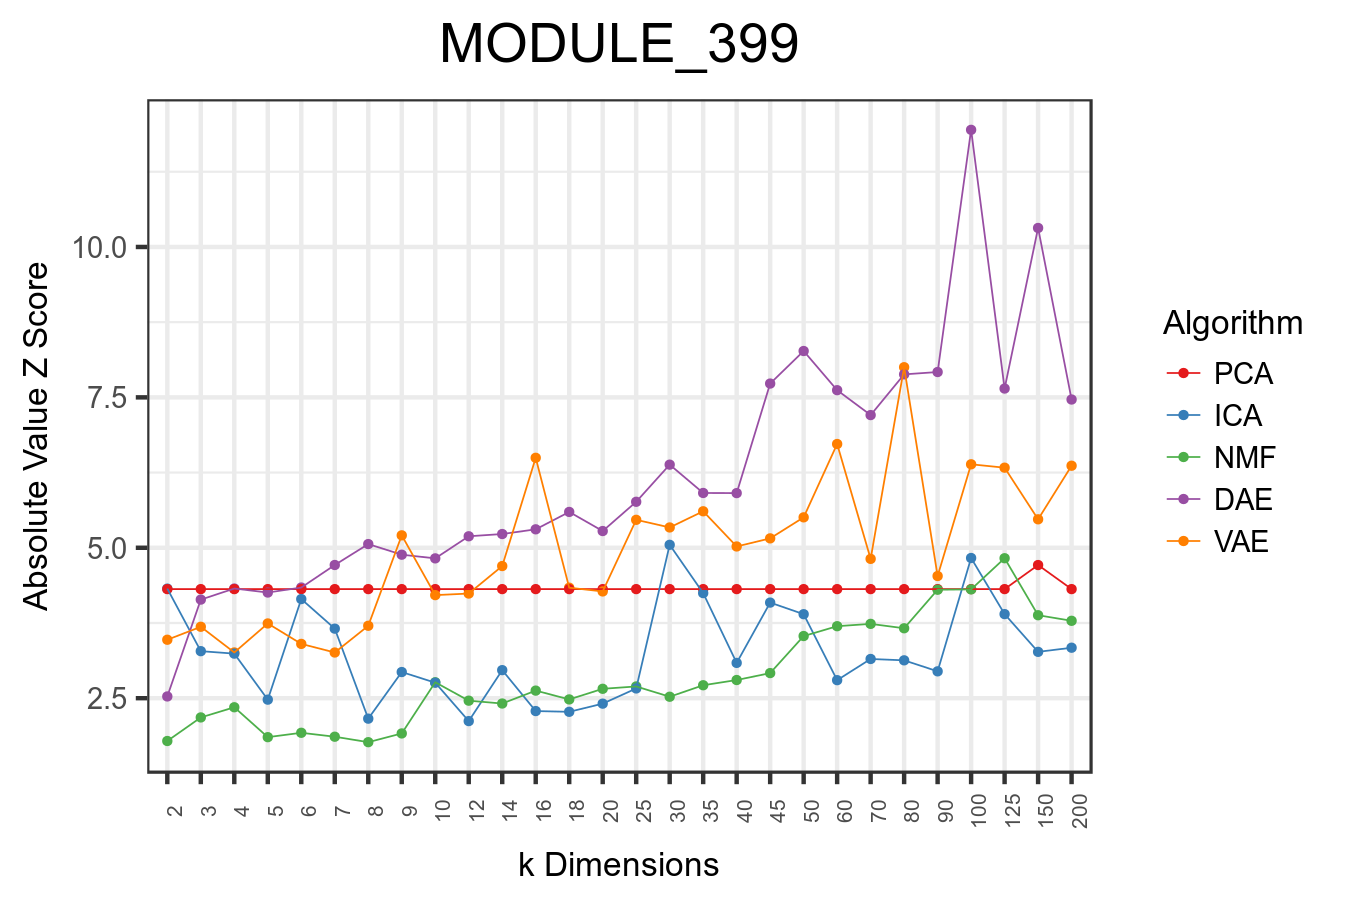 MODULE_399
Absolute Value Z Score
10.0
7.5
5.0
2.5
2 3 4 5 6 7 8 9 10 12 14 16 18 20 25 30 35 40 45 50 60 70 80 90 100 125 150 200
k Dimensions
Algorithm
PCA
ICA
NMF
DAE
VAE